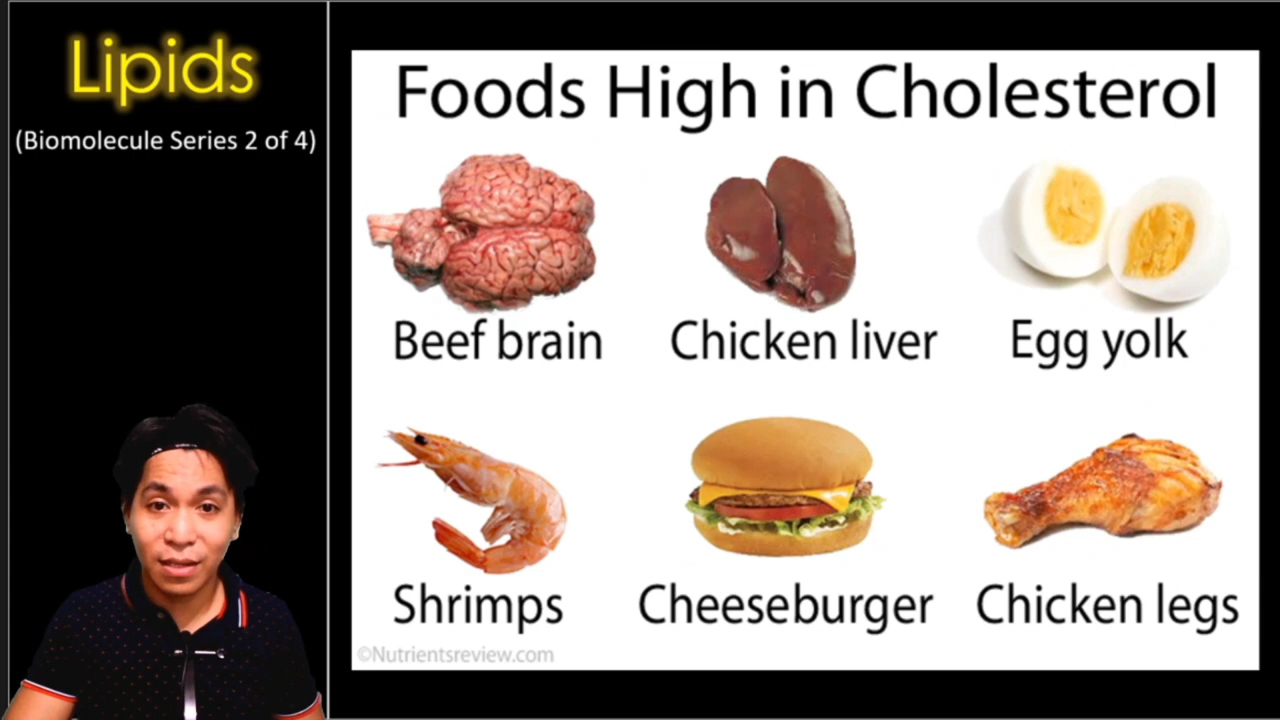 Lipids
(Biomolecule Series 2 of 4)
Foods High in Cholesterol
Beef brain
Chicken liver
Egg yolk
Shrimps
Cheeseburger
Chicken legs
©Nutrientsreview.com